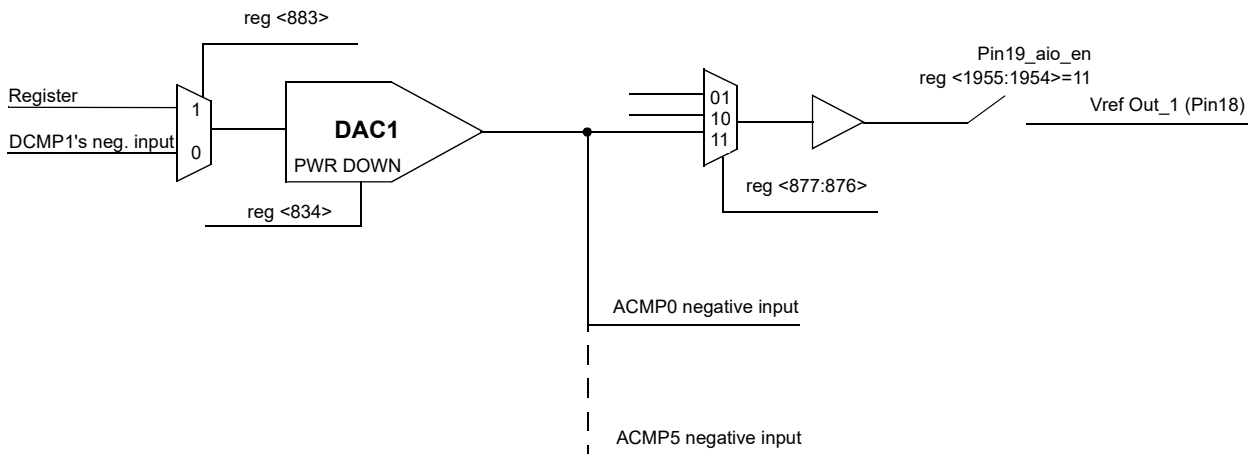 reg <883>
Pin19_aio_en
reg <1955:1954>=11
Register
1
01
Vref Out_1 (Pin18)
10
DAC1
DCMP1's neg. input
0
11
PWR DOWN
reg <877:876>
reg <834>
ACMP0 negative input
ACMP5 negative input